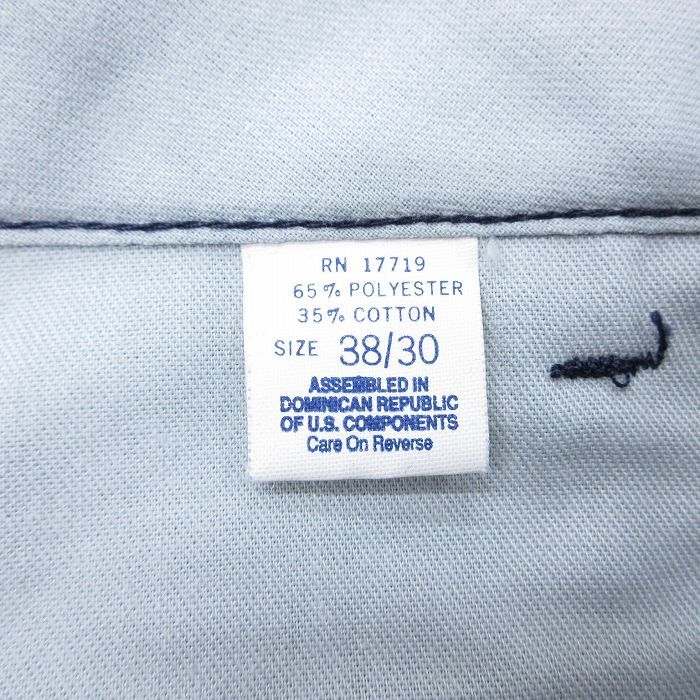 RN 17719
65% POLYESTER
35% COTTON
SIZE 38/30
ASSEMBLED IN
DOMINICAN REPUBLIC
OF U.S. COMPONENTS
Care On Reverse